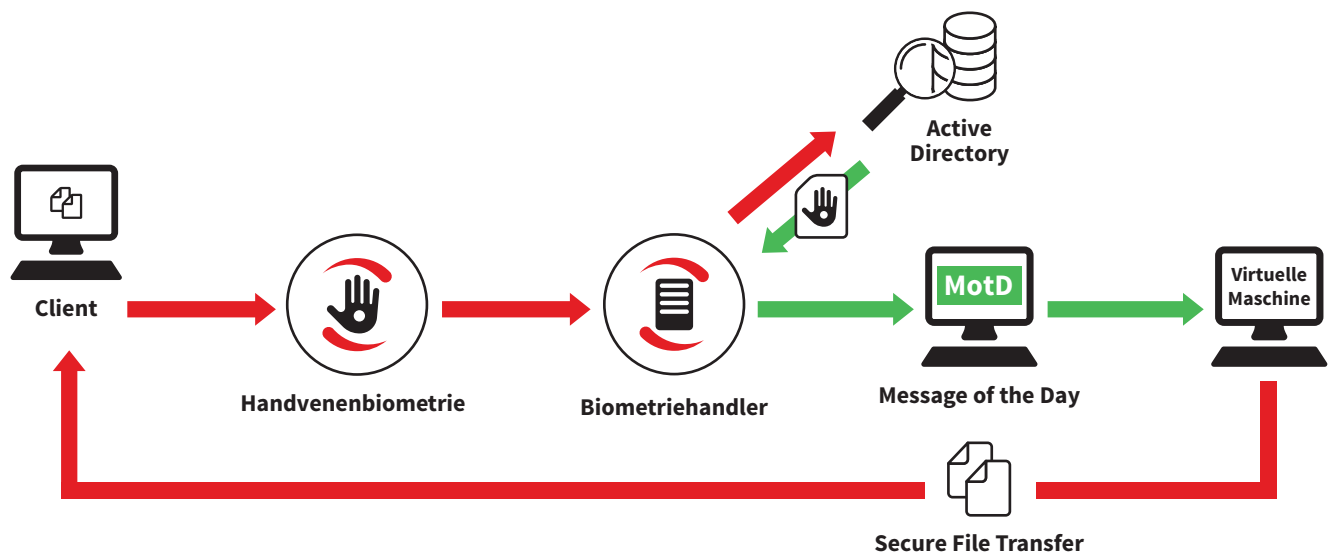 Active
Directory
Client
MotD
Virtuelle
Maschine
Handvenenbiometrie
Biometriehandler
Message of the Day
Secure File Transfer